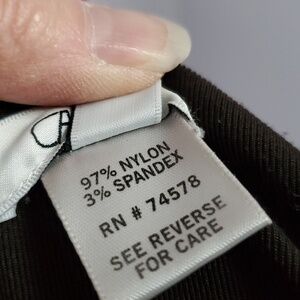 97% NYLON
3% SPANDEX
RN # 74578
SEE REVERSE
FOR CARE